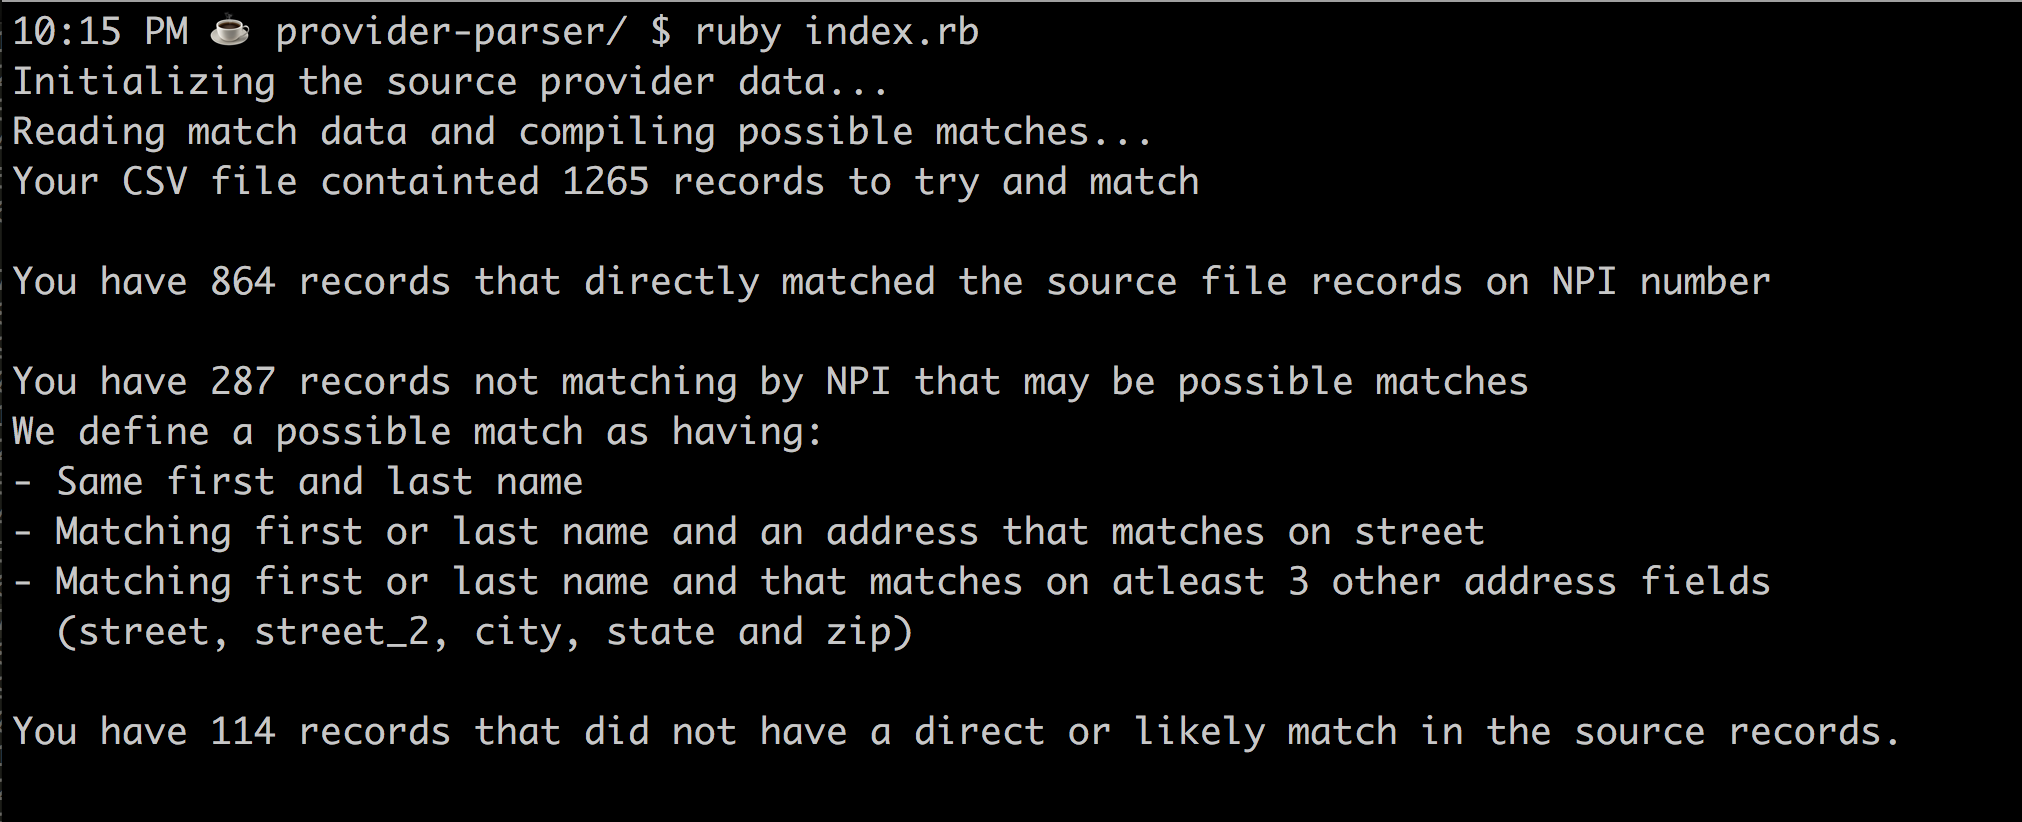 10:15 PM ☕ provider-parser/ $ ruby index.rb
Initializing the source provider data...
Reading match data and compiling possible matches...
Your CSV file containted 1265 records to try and match
You have 864 records that directly matched the source file records on NPI number
You have 287 records not matching by NPI that may be possible matches
We define a possible match as having:
- Same first and last name
- Matching first or last name and an address that matches on street
- Matching first or last name and that matches on atleast 3 other address fields
(street, street_2, city, state and zip)
You have 114 records that did not have a direct or likely match in the source records.